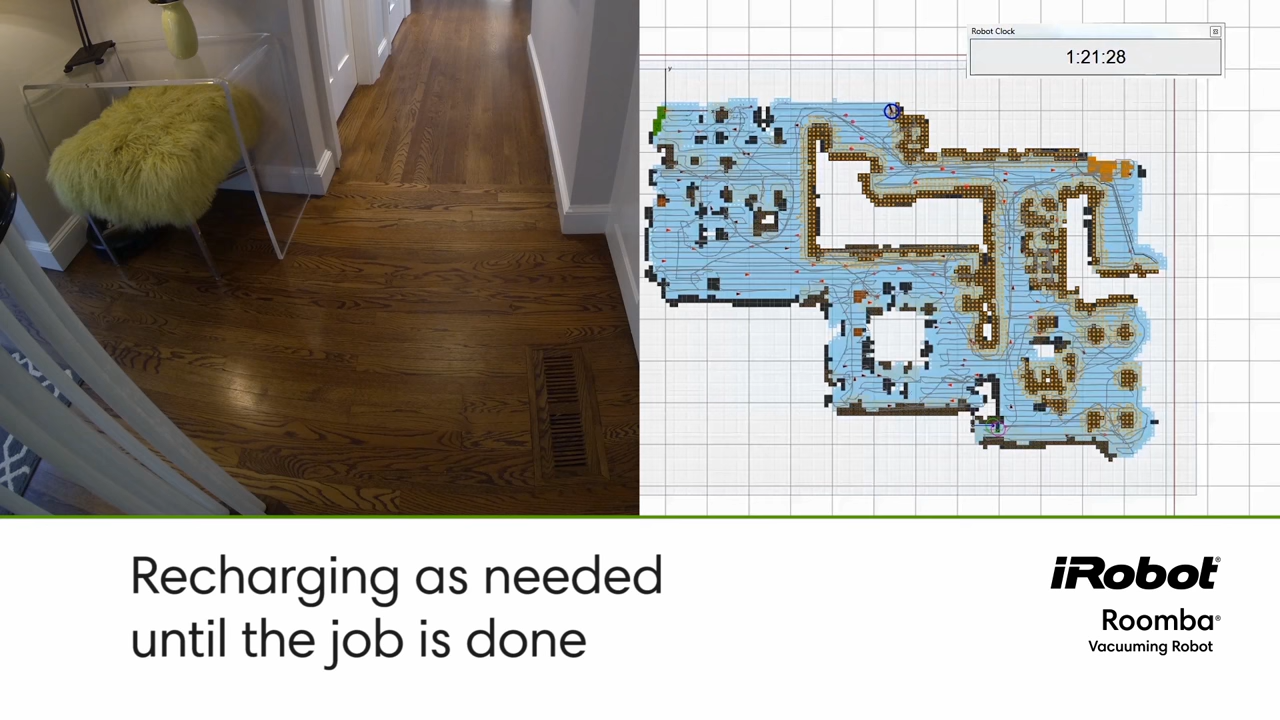 Robot Clock
1:21:28
y
Recharging as needed
until the job is done
iRobot®
Roomba®
Vacuuming Robot